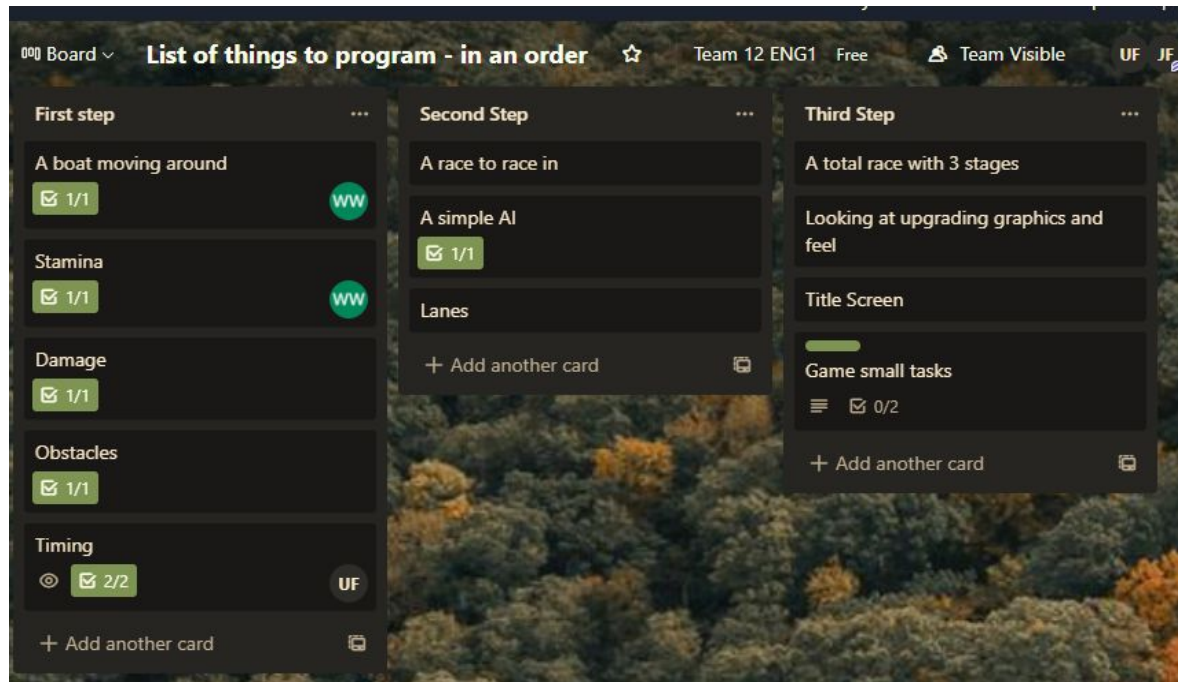 Board
List of things to program - in an order
Team 12 ENG1
Free
Team Visible
UF
JF
First step
A boat moving around
1/1
WW
Stamina
1/1
WW
Damage
1/1
Obstacles
1/1
Timing
2/2
UF
+ Add another card
Second Step
A race to race in
A simple AI
1/1
Lanes
+ Add another card
Third Step
A total race with 3 stages
Looking at upgrading graphics and
feel
Title Screen
Game small tasks
0/2
+ Add another card